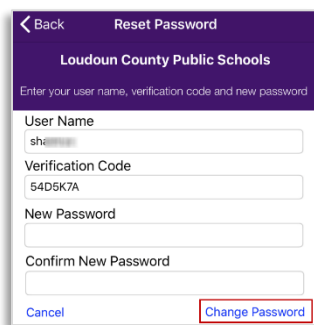 Back Reset Password
Loudoun County Public Schools
Enter your user name, verification code and new password
User Name
Verification Code
54D5K7A
New Password
Confirm New Password
Cancel Change Password